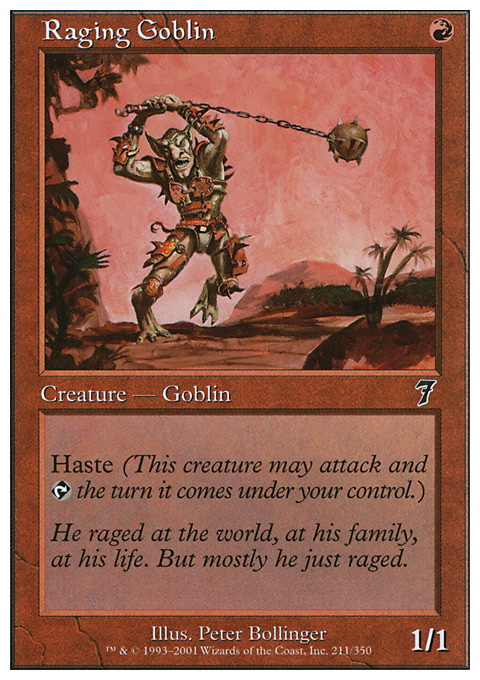 Raging Goblin
Creature — Goblin
7
Haste (This creature may attack and
the turn it comes under your control.)
He raged at the world, at his family,
at his life. But mostly he just raged.
Illus. Peter Bollinger
™ & © 1993–2001 Wizards of the Coast, Inc. 211/350
1/1